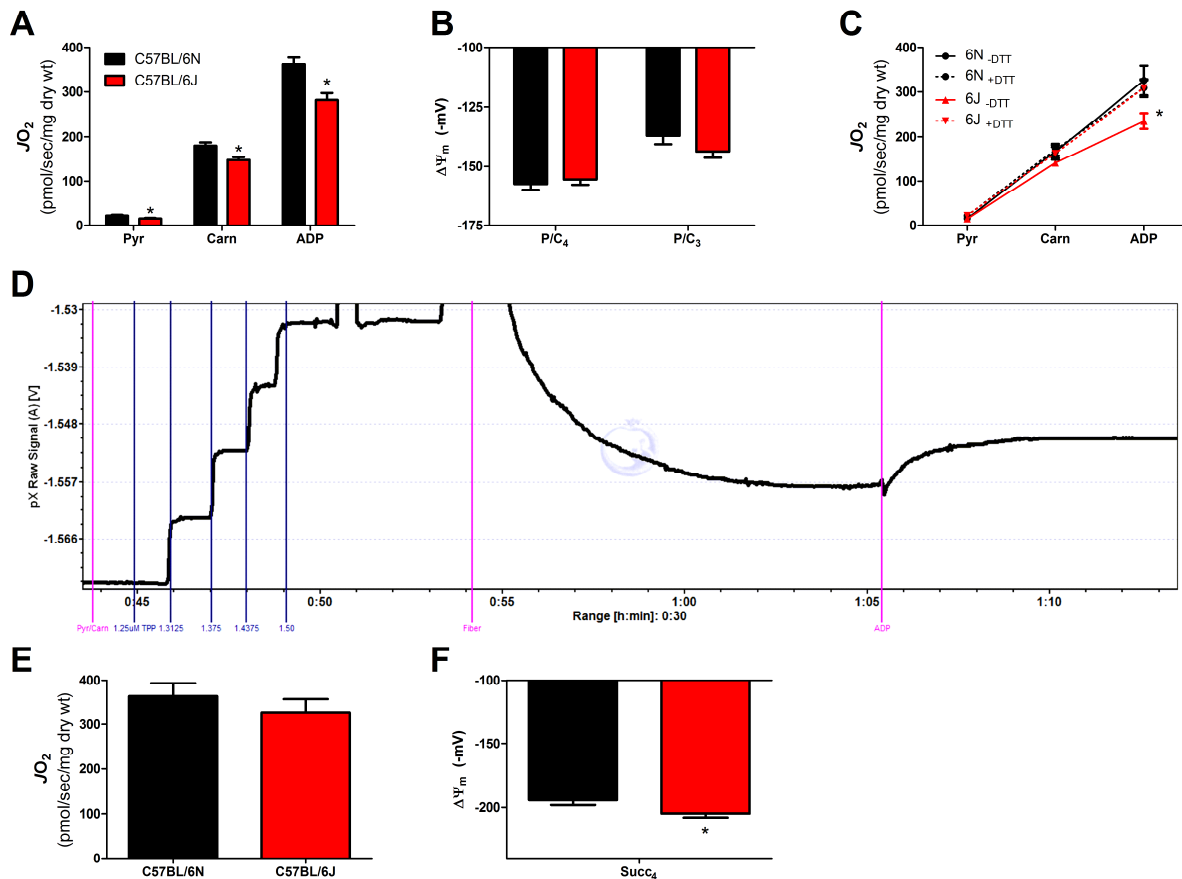 A
JO2
(pmol/sec/mg dry wt)
400
300
200
100
0
C57BL/6N
C57BL/6J
*
*
*
Pyr
Carn
ADP
B
ΔΨm (-mV)
-100
-125
-150
-175
P/C4
P/C3
C
JO2
(pmol/sec/mg dry wt)
400
300
200
100
0
6N -DTT
6N +DTT
6J -DTT
6J +DTT
*
Pyr
Carn
ADP
D
pX Raw Signal (A) [V]
-1.53
-1.539
-1.548
-1.557
-1.566
0:45
0:50
0:55
1:00
1:05
1:10
Range [h:min]: 0:30
Pyr/Carn
1.25uM TPP
1.3125
1.375
1.4375
1.50
Fiber
ADP
E
JO2
(pmol/sec/mg dry wt)
400
300
200
100
0
C57BL/6N
C57BL/6J
F
ΔΨm (-mV)
-100
-150
-200
*
Succ4